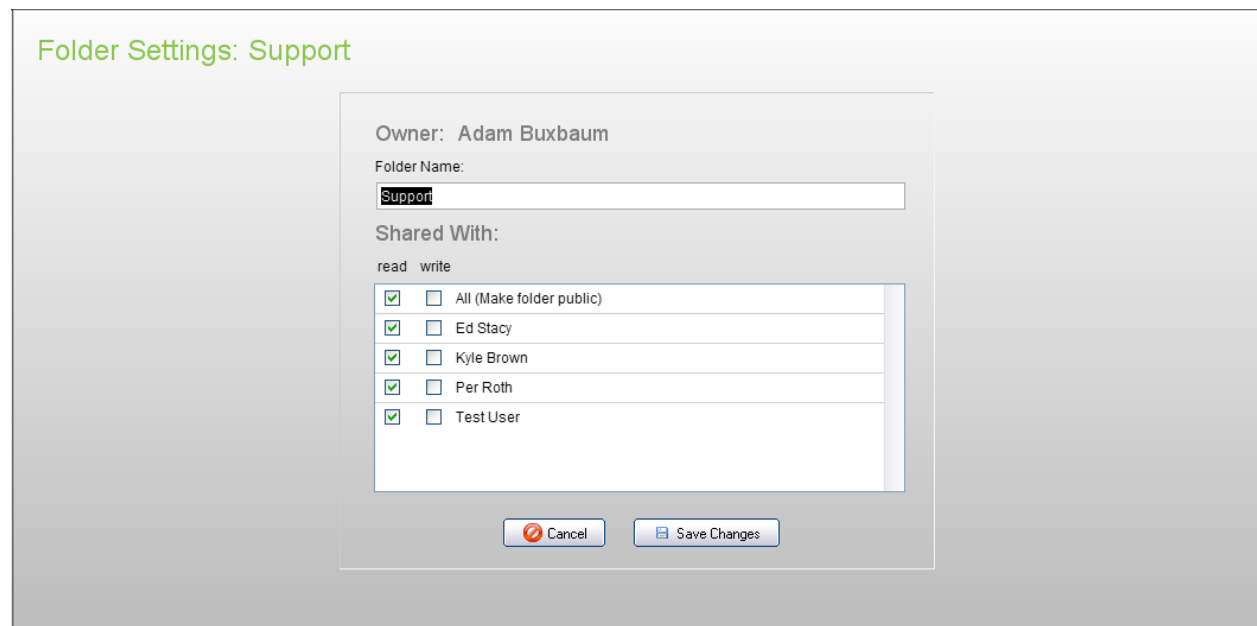 Folder Settings: Support
Owner: Adam Buxbaum
Folder Name:
Support
Shared With:
read write
All (Make folder public)
Ed Stacy
Kyle Brown
Per Roth
Test User
Cancel Save Changes